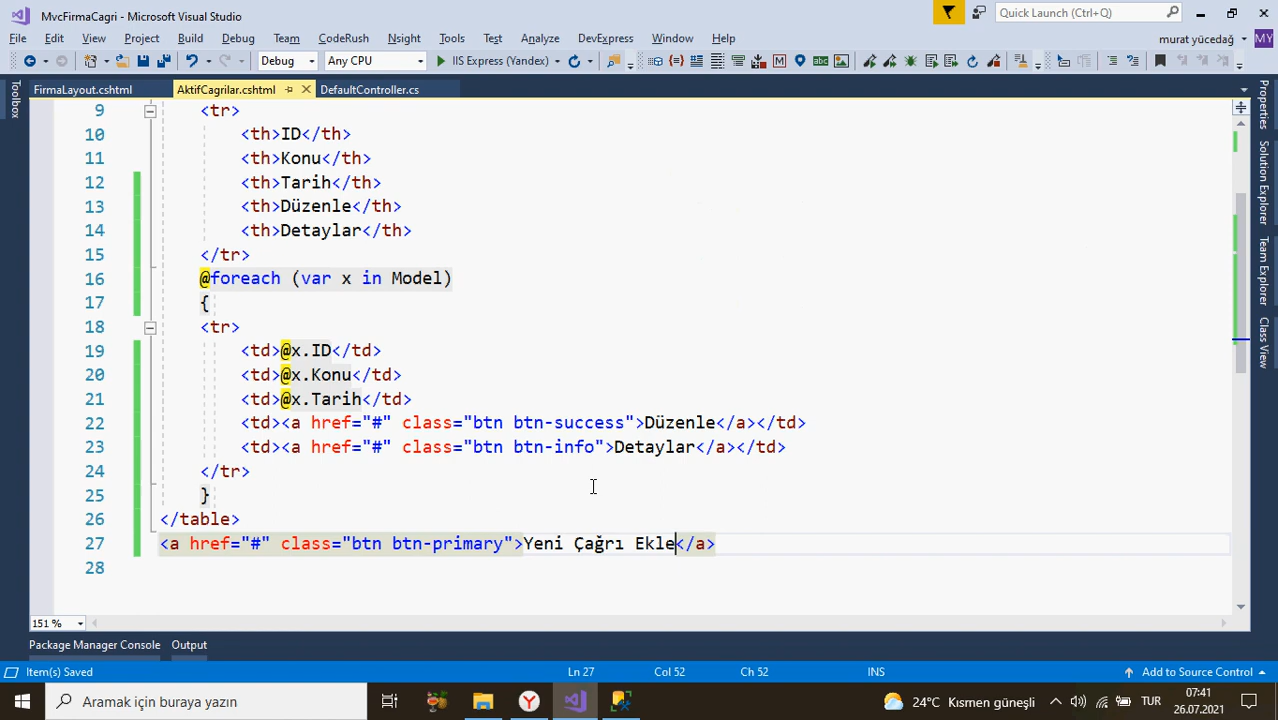 MvcFirmaCagri - Microsoft Visual Studio
Quick Launch (Ctrl+Q)
File Edit View Project Build Debug Team CodeRush Nsight Tools Test Analyze DevExpress Window Help
murat yücedağ MY
Debug Any CPU IIS Express (Yandex)
Toolbox
FirmaLayout.cshtml AktifCagrilar.cshtml DefaultController.cs
9 <tr>
10 <th>ID</th>
11 <th>Konu</th>
12 <th>Tarih</th>
13 <th>Düzenle</th>
14 <th>Detaylar</th>
15 </tr>
16 @foreach (var x in Model)
17 {
18 <tr>
19 <td>@x.ID</td>
20 <td>@x.Konu</td>
21 <td>@x.Tarih</td>
22 <td><a href="#" class="btn btn-success">Düzenle</a></td>
23 <td><a href="#" class="btn btn-info">Detaylar</a></td>
24 </tr>
25 }
26 </table>
27 <a href="#" class="btn btn-primary">Yeni Çağrı Ekle</a>
28
Properties
Solution Explorer
Team Explorer
Class View
151 %
Package Manager Console Output
Item(s) Saved Ln 27 Col 52 Ch 52 INS Add to Source Control
Aramak için buraya yazın
24°C Kısmen güneşli TUR 07:41
26.07.2021